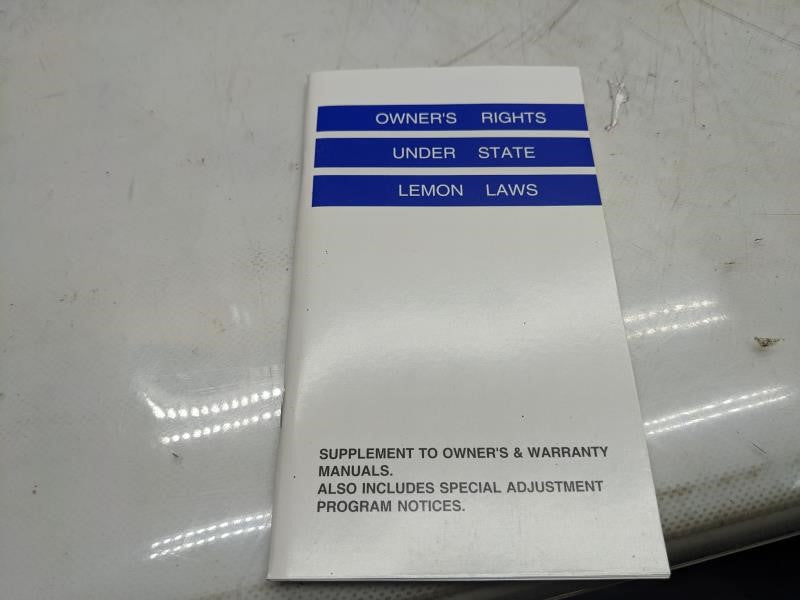 OWNER'S RIGHTS
UNDER STATE
LEMON LAWS
SUPPLEMENT TO OWNER'S & WARRANTY
MANUALS.
ALSO INCLUDES SPECIAL ADJUSTMENT
PROGRAM NOTICES.